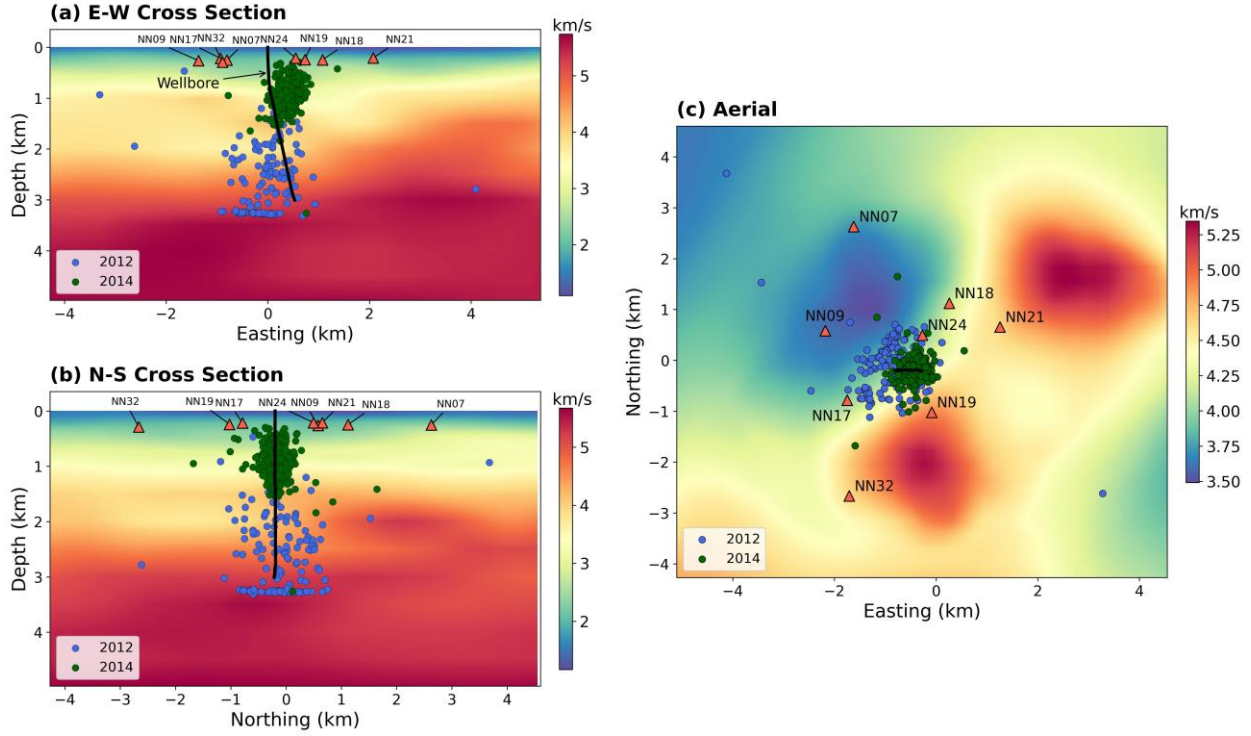 (a) E-W Cross Section
km/s
NN09 NN17 NN32 NN07 NN24 NN19 NN18 NN21
Wellbore
0
1
2
3
4
Depth (km)
5
4
3
2
2012
2014
−4 −2 0 2 4
Easting (km)
(b) N-S Cross Section
km/s
NN32 NN19 NN17 NN24 NN09 NN21 NN18 NN07
0
1
2
3
4
Depth (km)
5
4
3
2
2012
2014
−4 −3 −2 −1 0 1 2 3 4
Northing (km)
(c) Aerial
km/s
4
3
2
1
0
−1
−2
−3
−4
Northing (km)
NN07
NN18
NN09
NN24
NN21
NN17
NN19
NN32
5.25
5.00
4.75
4.50
4.25
4.00
3.75
3.50
2012
2014
−4 −2 0 2 4
Easting (km)